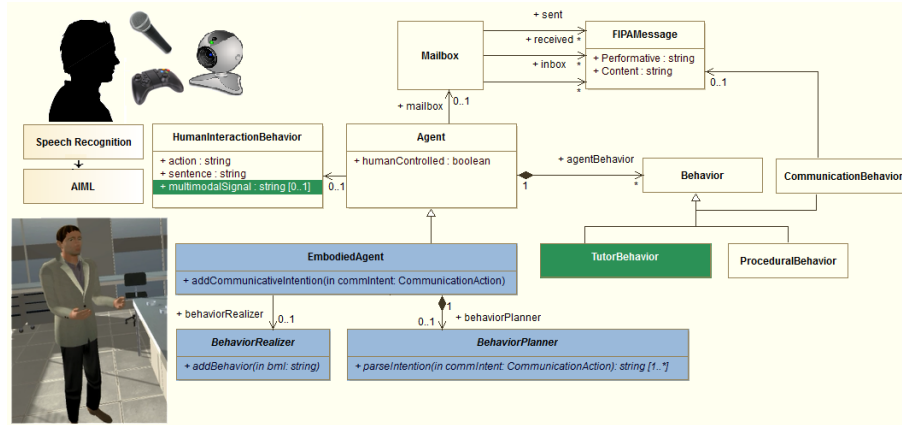 + sent
Mailbox
+ received
*
FIPAMessage
+ Performative : string
+ Content : string
+ inbox
*
*
0..1
+ mailbox
0..1
Speech Recognition
AIML
HumanInteractionBehavior
+ action : string
+ sentence : string
+ multimodalSignal : string [0..1]
0..1
Agent
+ humanControlled : boolean
1
+ agentBehavior
*
Behavior
CommunicationBehavior
TutorBehavior
ProceduralBehavior
EmbodiedAgent
+ addCommunicativeIntention(in commIntent: CommunicationAction)
+ behaviorRealizer
0..1
1
0..1
+ behaviorPlanner
BehaviorRealizer
+ addBehavior(in bml: string)
BehaviorPlanner
+ parseIntention(in commIntent: CommunicationAction): string [1..*]